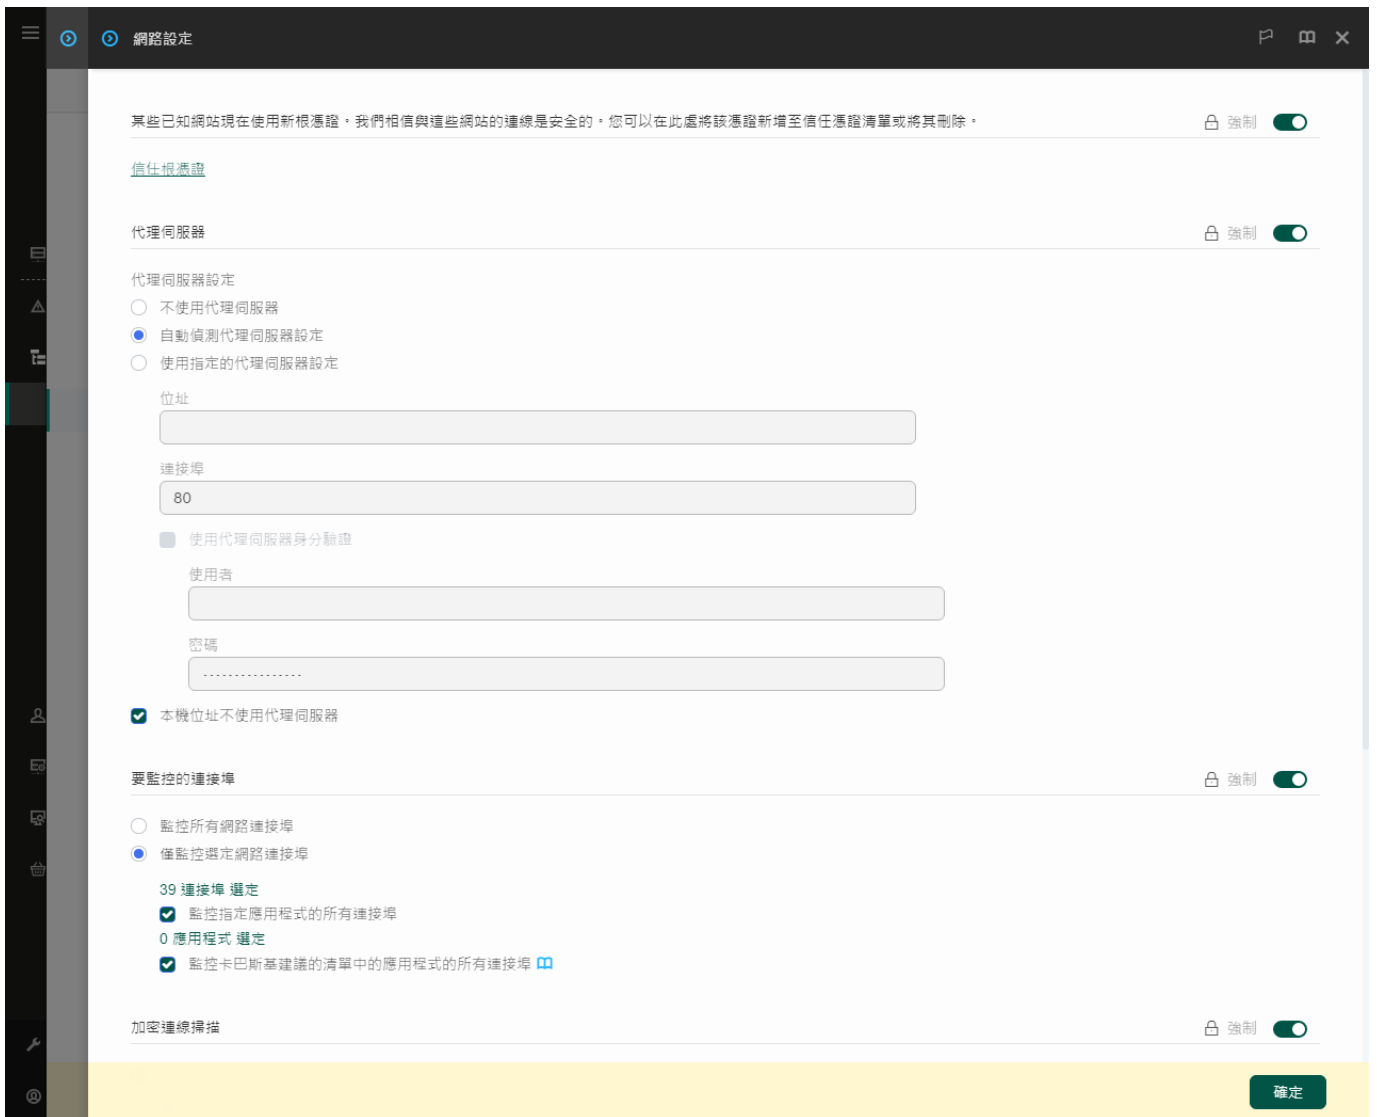 網路設定
某些已知網站現在使用新根憑證。我們相信與這些網站的連線是安全的。您可以在此處將該憑證新增至信任憑證清單或將其刪除。
強制
信任根憑證
代理伺服器
強制
代理伺服器設定
不使用代理伺服器
自動偵測代理伺服器設定
使用指定的代理伺服器設定
位址
連接埠
80
使用代理伺服器身分驗證
使用者
密碼
................
本機位址不使用代理伺服器
要監控的連接埠
強制
監控所有網路連接埠
僅監控選定網路連接埠
39 連接埠 選定
監控指定應用程式的所有連接埠
0 應用程式 選定
監控卡巴斯基建議的清單中的應用程式的所有連接埠
加密連線掃描
強制
確定